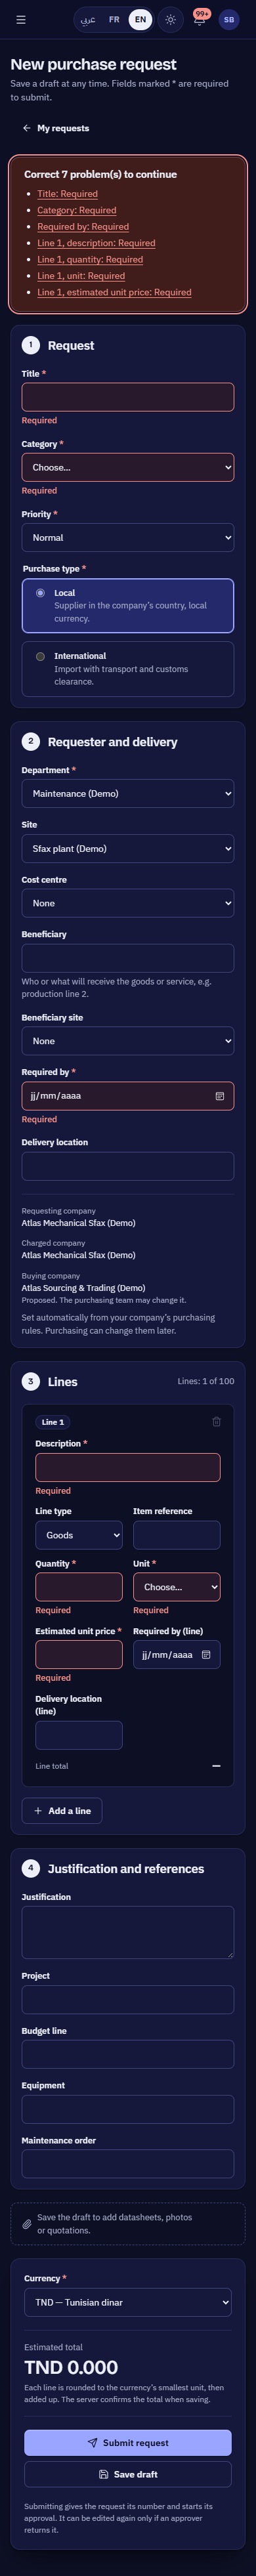 عربي FR EN 99+ SB
New purchase request
Save a draft at any time. Fields marked * are required
to submit.
My requests
Correct 7 problem(s) to continue
Title: Required
Category: Required
Required by: Required
Line 1, description: Required
Line 1, quantity: Required
Line 1, unit: Required
Line 1, estimated unit price: Required
1 Request
Title *
Required
Category *
Choose...
Required
Priority *
Normal
Purchase type *
Local
Supplier in the company's country, local
currency.
International
Import with transport and customs
clearance.
2 Requester and delivery
Department *
Maintenance (Demo)
Site
Sfax plant (Demo)
Cost centre
None
Beneficiary
Who or what will receive the goods or service, e.g.
production line 2.
Beneficiary site
None
Required by *
jj/mm/aaaa
Required
Delivery location
Requesting company
Atlas Mechanical Sfax (Demo)
Charged company
Atlas Mechanical Sfax (Demo)
Buying company
Atlas Sourcing & Trading (Demo)
Proposed. The purchasing team may change it.
Set automatically from your company's purchasing
rules. Purchasing can change them later.
3 Lines Lines: 1 of 100
Line 1
Description *
Required
Line type Item reference
Goods
Quantity * Unit *
Choose...
Required Required
Estimated unit price * Required by (line)
jj/mm/aaaa
Required
Delivery location
(line)
Line total —
+ Add a line
4 Justification and references
Justification
Project
Budget line
Equipment
Maintenance order
Save the draft to add datasheets, photos
or quotations.
Currency *
TND — Tunisian dinar
Estimated total
TND 0.000
Each line is rounded to the currency's smallest unit, then
added up. The server confirms the total when saving.
Submit request
Save draft
Submitting gives the request its number and starts its
approval. It can be edited again only if an approver
returns it.